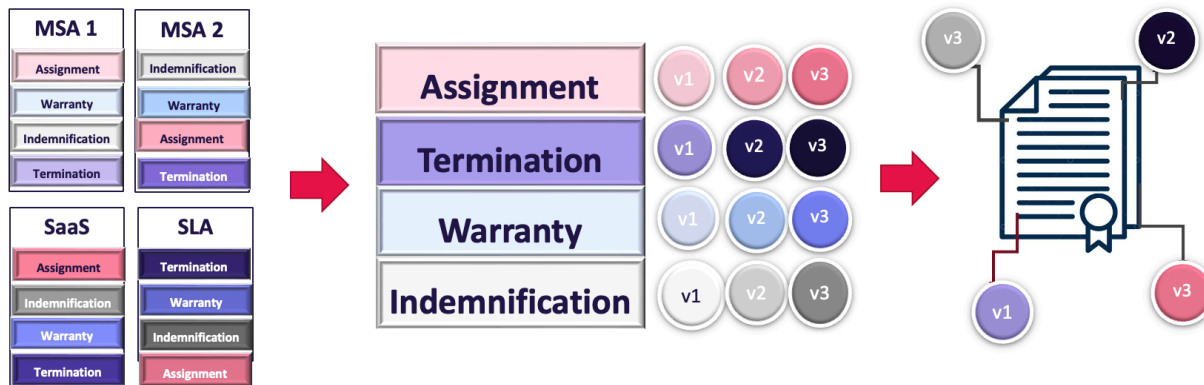 MSA 1
Assignment
Warranty
Indemnification
Termination
MSA 2
Indemnification
Warranty
Assignment
Termination
SaaS
Assignment
Indemnification
Warranty
Termination
SLA
Termination
Warranty
Indemnification
Assignment
Assignment v1 v2 v3
Termination v1 v2 v3
Warranty v1 v2 v3
Indemnification v1 v2 v3
v3
v2
v1
v3